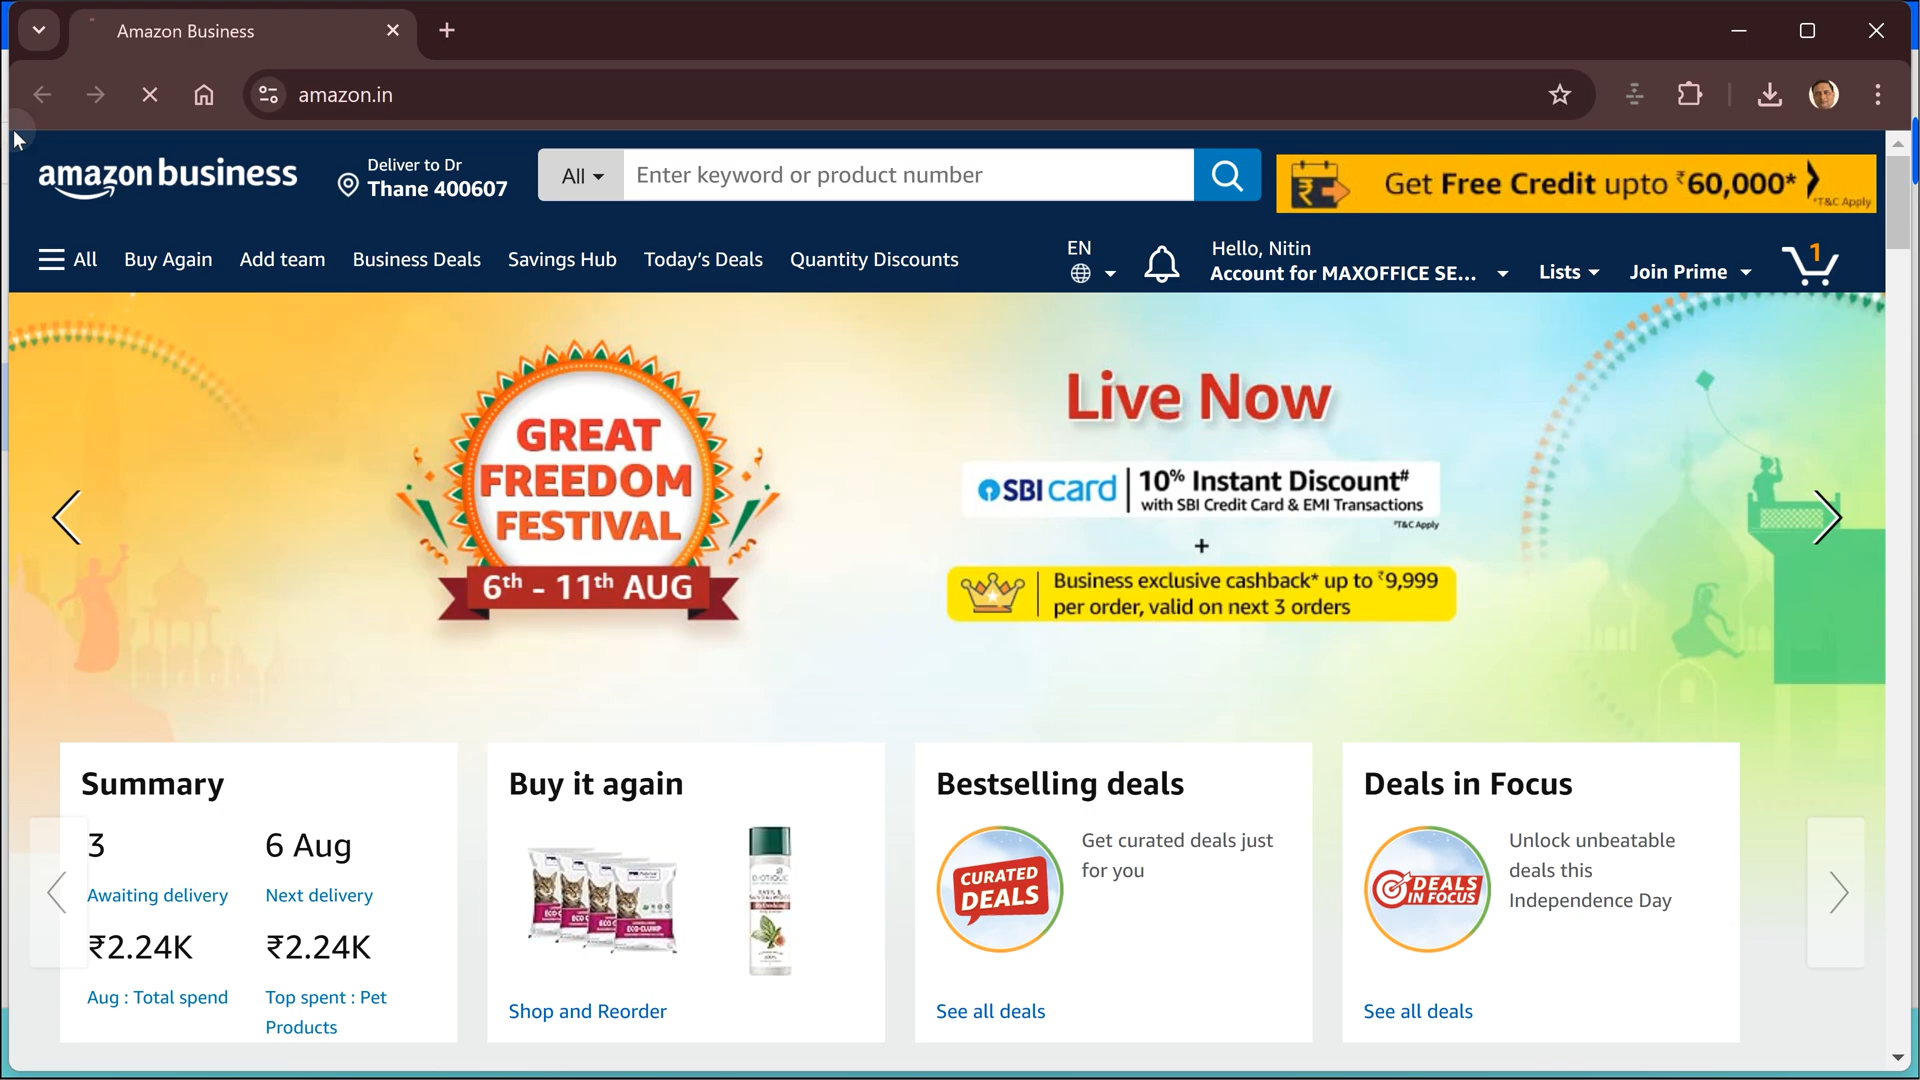 Amazon Business
amazon.in
amazon business
Deliver to Dr
Thane 400607
All
Enter keyword or product number
Get Free Credit upto ₹60,000*
*T&C Apply
All
Buy Again
Add team
Business Deals
Savings Hub
Today's Deals
Quantity Discounts
EN
Hello, Nitin
Account for MAXOFFICE SE...
Lists
Join Prime
1
GREAT
FREEDOM
FESTIVAL
6th - 11th AUG
Live Now
SBI card
10% Instant Discount#
with SBI Credit Card & EMI Transactions
#T&C Apply
+
Business exclusive cashback* up to ₹9,999
per order, valid on next 3 orders
Summary
3
6 Aug
Awaiting delivery
Next delivery
₹2.24K
₹2.24K
Aug : Total spend
Top spent : Pet
Products
Buy it again
ECO-CLUMP
BIOTIQUE
Shop and Reorder
Bestselling deals
CURATED
DEALS
Get curated deals just
for you
See all deals
Deals in Focus
DEALS
IN FOCUS
Unlock unbeatable
deals this
Independence Day
See all deals